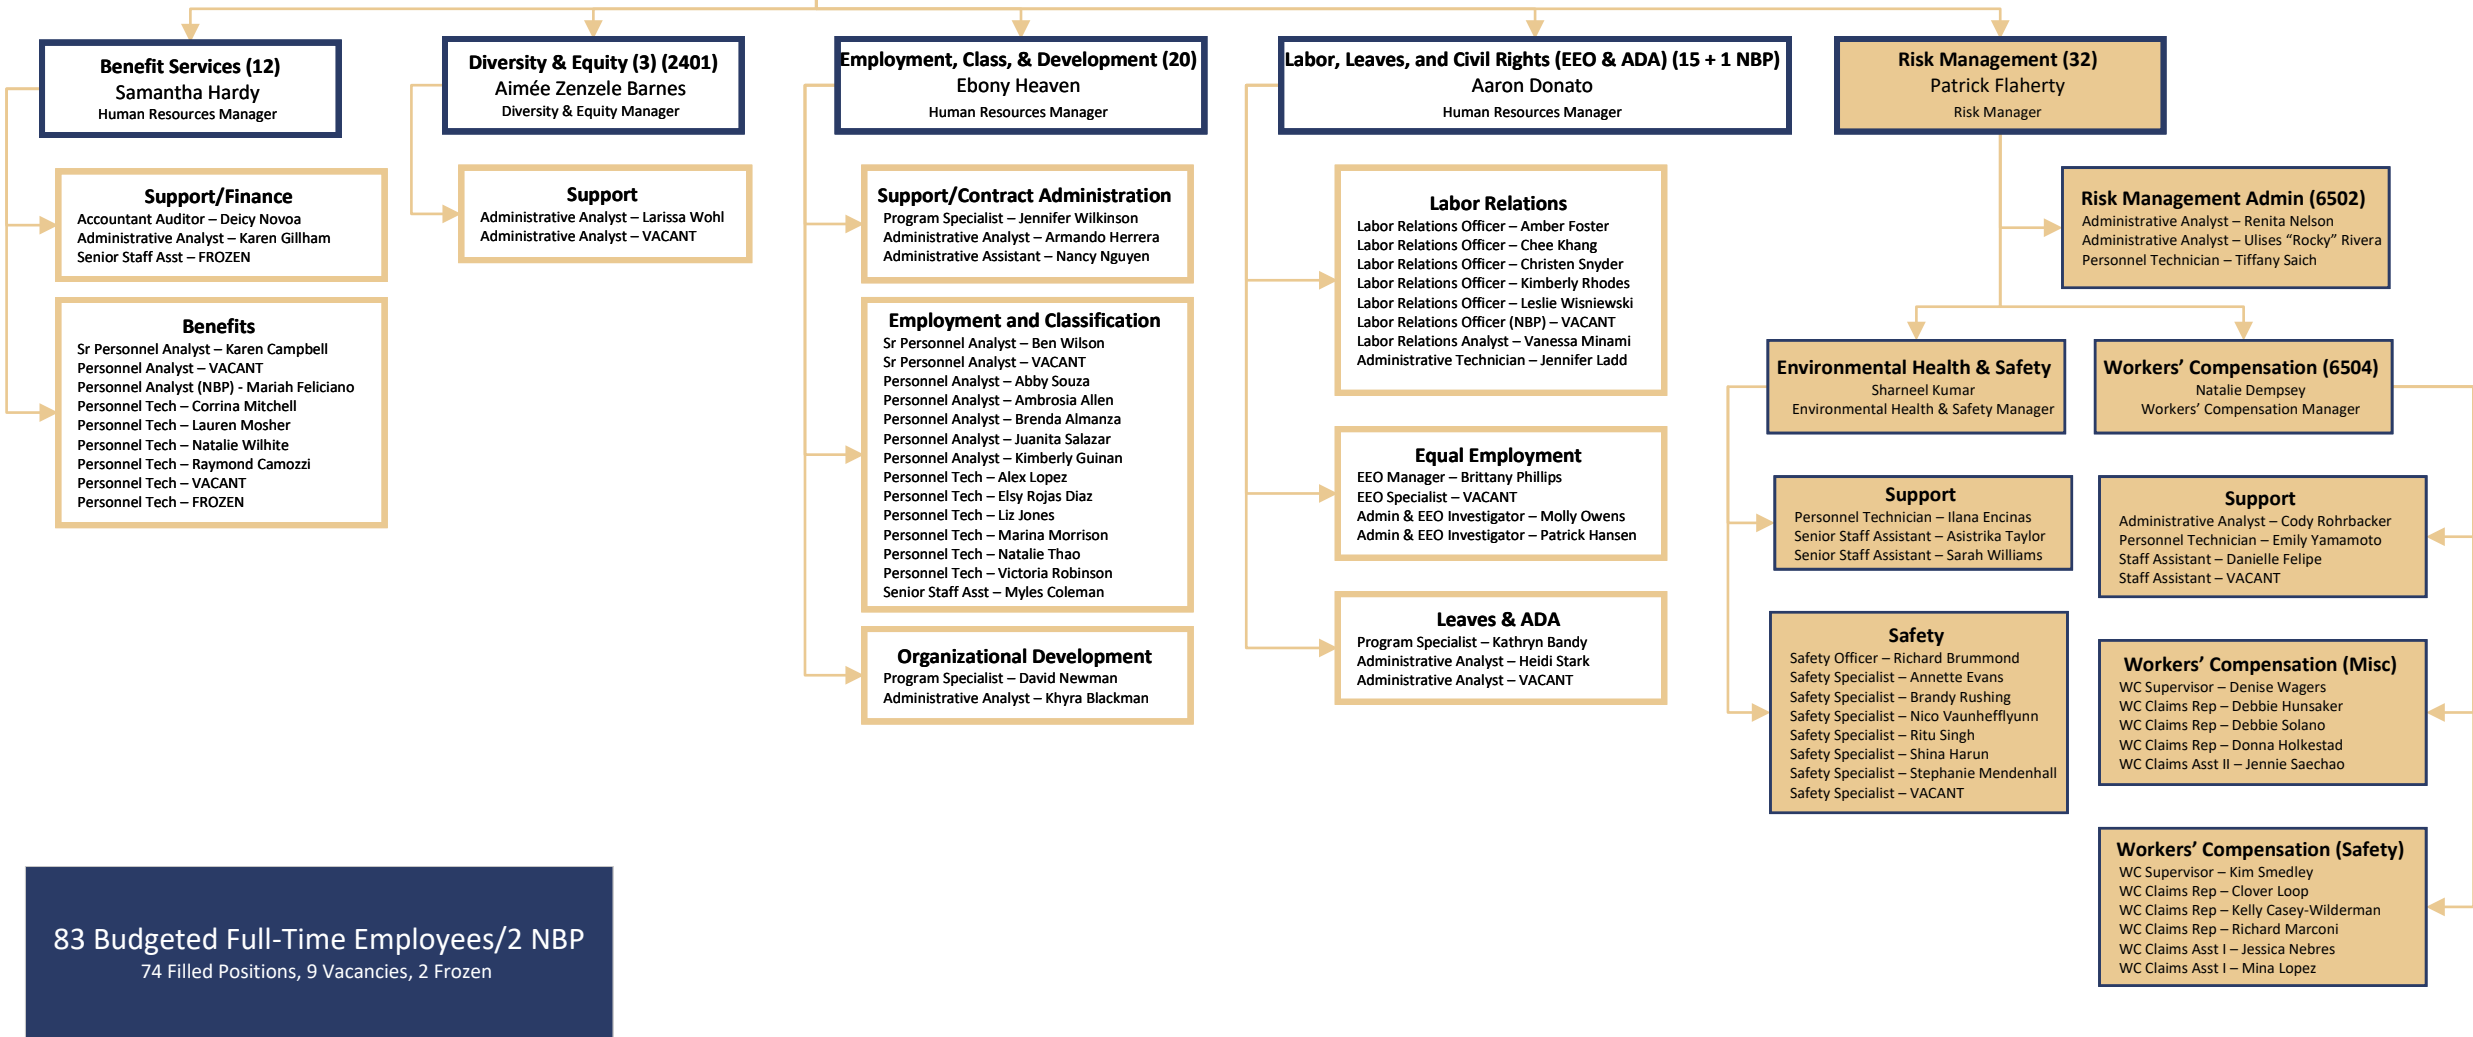 Benefit Services (12)
Samantha Hardy
Human Resources Manager
Support/Finance
Accountant Auditor – Deicy Novoa
Administrative Analyst – Karen Gillham
Senior Staff Asst – FROZEN
Benefits
Sr Personnel Analyst – Karen Campbell
Personnel Analyst – VACANT
Personnel Analyst (NBP) - Mariah Feliciano
Personnel Tech – Corrina Mitchell
Personnel Tech – Lauren Mosher
Personnel Tech – Natalie Wilhite
Personnel Tech – Raymond Camozzi
Personnel Tech – VACANT
Personnel Tech – FROZEN
Diversity & Equity (3) (2401)
Aimée Zenzele Barnes
Diversity & Equity Manager
Support
Administrative Analyst – Larissa Wohl
Administrative Analyst – VACANT
Employment, Class, & Development (20)
Ebony Heaven
Human Resources Manager
Support/Contract Administration
Program Specialist – Jennifer Wilkinson
Administrative Analyst – Armando Herrera
Administrative Assistant – Nancy Nguyen
Employment and Classification
Sr Personnel Analyst – Ben Wilson
Sr Personnel Analyst – VACANT
Personnel Analyst – Abby Souza
Personnel Analyst – Ambrosia Allen
Personnel Analyst – Brenda Almanza
Personnel Analyst – Juanita Salazar
Personnel Analyst – Kimberly Guinan
Personnel Tech – Alex Lopez
Personnel Tech – Elsy Rojas Diaz
Personnel Tech – Liz Jones
Personnel Tech – Marina Morrison
Personnel Tech – Natalie Thao
Personnel Tech – Victoria Robinson
Senior Staff Asst – Myles Coleman
Organizational Development
Program Specialist – David Newman
Administrative Analyst – Khyra Blackman
Labor, Leaves, and Civil Rights (EEO & ADA) (15 + 1 NBP)
Aaron Donato
Human Resources Manager
Labor Relations
Labor Relations Officer – Amber Foster
Labor Relations Officer – Chee Khang
Labor Relations Officer – Christen Snyder
Labor Relations Officer – Kimberly Rhodes
Labor Relations Officer – Leslie Wisniewski
Labor Relations Officer (NBP) – VACANT
Labor Relations Analyst – Vanessa Minami
Administrative Technician – Jennifer Ladd
Equal Employment
EEO Manager – Brittany Phillips
EEO Specialist – VACANT
Admin & EEO Investigator – Molly Owens
Admin & EEO Investigator – Patrick Hansen
Leaves & ADA
Program Specialist – Kathryn Bandy
Administrative Analyst – Heidi Stark
Administrative Analyst – VACANT
Risk Management (32)
Patrick Flaherty
Risk Manager
Risk Management Admin (6502)
Administrative Analyst – Renita Nelson
Administrative Analyst – Ulises “Rocky” Rivera
Personnel Technician – Tiffany Saich
Environmental Health & Safety
Sharneel Kumar
Environmental Health & Safety Manager
Support
Personnel Technician – Ilana Encinas
Senior Staff Assistant – Asistrika Taylor
Senior Staff Assistant – Sarah Williams
Safety
Safety Officer – Richard Brummond
Safety Specialist – Annette Evans
Safety Specialist – Brandy Rushing
Safety Specialist – Nico Vaunhefflyunn
Safety Specialist – Ritu Singh
Safety Specialist – Shina Harun
Safety Specialist – Stephanie Mendenhall
Safety Specialist – VACANT
Workers’ Compensation (6504)
Natalie Dempsey
Workers’ Compensation Manager
Support
Administrative Analyst – Cody Rohrbacker
Personnel Technician – Emily Yamamoto
Staff Assistant – Danielle Felipe
Staff Assistant – VACANT
Workers’ Compensation (Misc)
WC Supervisor – Denise Wagers
WC Claims Rep – Debbie Hunsaker
WC Claims Rep – Debbie Solano
WC Claims Rep – Donna Holkestad
WC Claims Asst II – Jennie Saechao
Workers’ Compensation (Safety)
WC Supervisor – Kim Smedley
WC Claims Rep – Clover Loop
WC Claims Rep – Kelly Casey-Wilderman
WC Claims Rep – Richard Marconi
WC Claims Asst I – Jessica Nebres
WC Claims Asst I – Mina Lopez
83 Budgeted Full-Time Employees/2 NBP
74 Filled Positions, 9 Vacancies, 2 Frozen